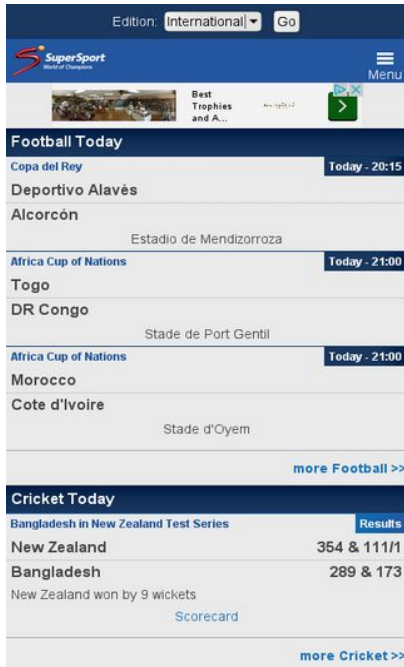 Edition: International Go
SuperSport
World of Champions
Menu
Best
Trophies
and A...
Football Today
Copa del Rey Today - 20:15
Deportivo Alavés
Alcorcón
Estadio de Mendizorroza
Africa Cup of Nations Today - 21:00
Togo
DR Congo
Stade de Port Gentil
Africa Cup of Nations Today - 21:00
Morocco
Cote d'Ivoire
Stade d'Oyem
more Football >>
Cricket Today
Bangladesh in New Zealand Test Series Results
New Zealand 354 & 111/1
Bangladesh 289 & 173
New Zealand won by 9 wickets
Scorecard
more Cricket >>